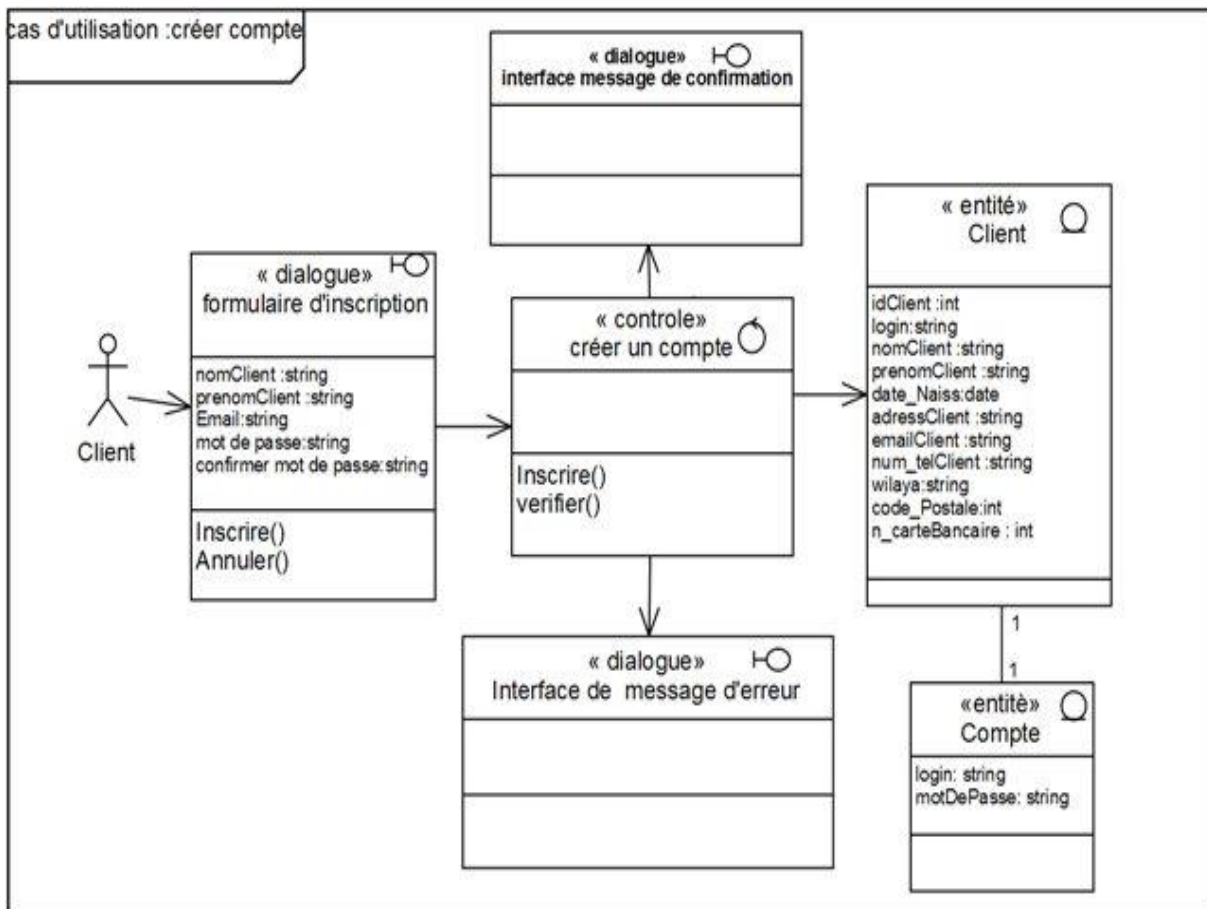 cas d'utilisation :créer compte
« dialogue»
interface message de confirmation
« dialogue»
formulaire d'inscription
nomClient :string
prenomClient :string
Email:string
mot de passe:string
confirmer mot de passe:string
Inscrire()
Annuler()
Client
« controle»
créer un compte
Inscrire()
verifier()
« entité»
Client
idClient :int
login:string
nomClient :string
prenomClient :string
date_Naiss:date
adressClient :string
emailClient :string
num_telClient :string
wilaya:string
code_Postale:int
n_carteBancaire : int
1
1
« dialogue»
Interface de message d'erreur
«entitè»
Compte
login: string
motDePasse: string